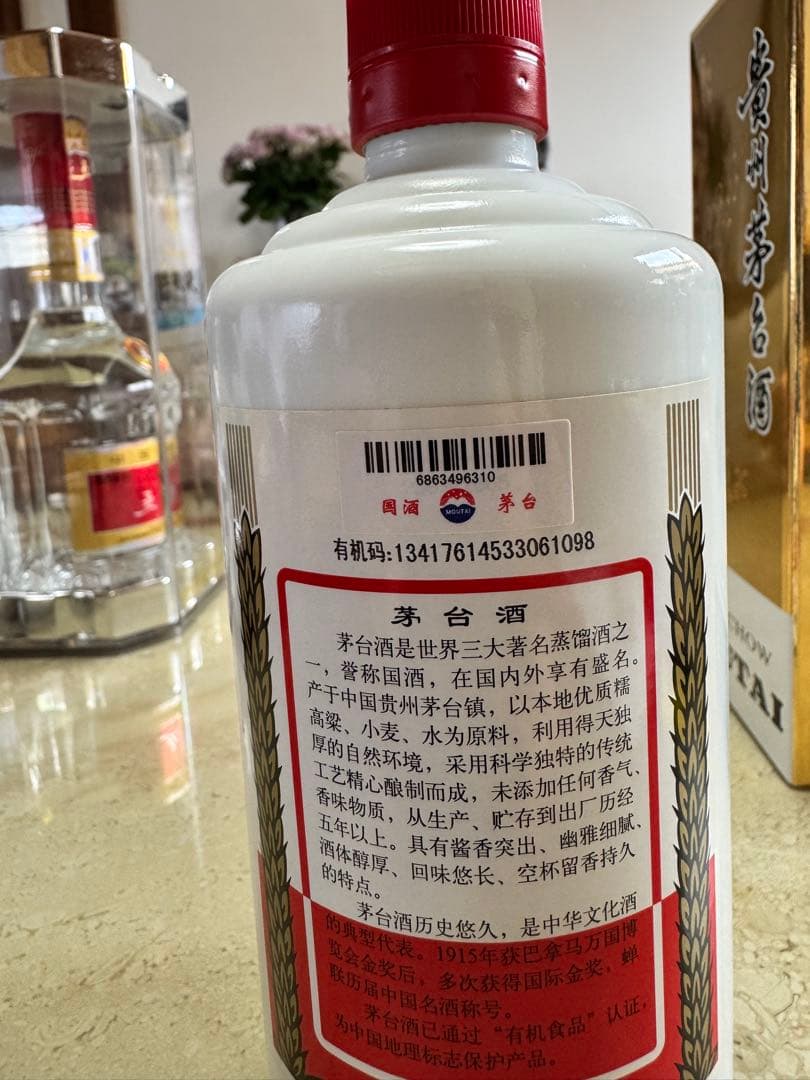 6863496310
国酒 MOUTAI 茅台
有机码:13417614533061098
茅台酒
茅台酒是世界三大著名蒸馏酒之
一，誉称国酒，在国内外享有盛名。
产于中国贵州茅台镇，以本地优质糯
高粱、小麦、水为原料，利用得天独
厚的自然环境，采用科学独特的传统
工艺精心酿制而成，未添加任何香气、
香味物质，从生产、贮存到出厂历经
五年以上。具有酱香突出、幽雅细腻、
酒体醇厚、回味悠长、空杯留香持久
的特点。
茅台酒历史悠久，是中华文化酒
的典型代表。1915年获巴拿马万国博
览会金奖后，多次获得国际金奖，蝉
联历届中国名酒称号。
茅台酒已通过“有机食品”认证，
为中国地理标志保护产品。
貴州茅台酒